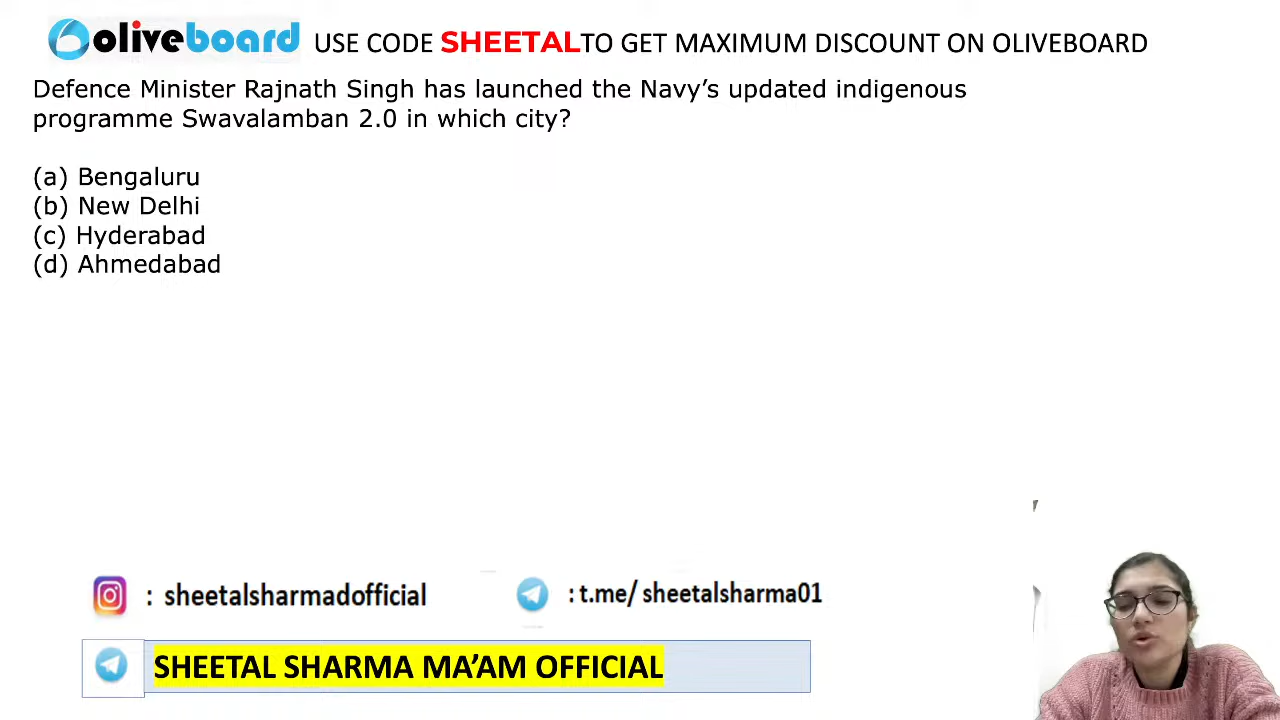 oliveboard USE CODE SHEETAL TO GET MAXIMUM DISCOUNT ON OLIVEBOARD
Defence Minister Rajnath Singh has launched the Navy’s updated indigenous
programme Swavalamban 2.0 in which city?
(a) Bengaluru
(b) New Delhi
(c) Hyderabad
(d) Ahmedabad
: sheetalsharmadofficial : t.me/ sheetalsharma01
SHEETAL SHARMA MA’AM OFFICIAL